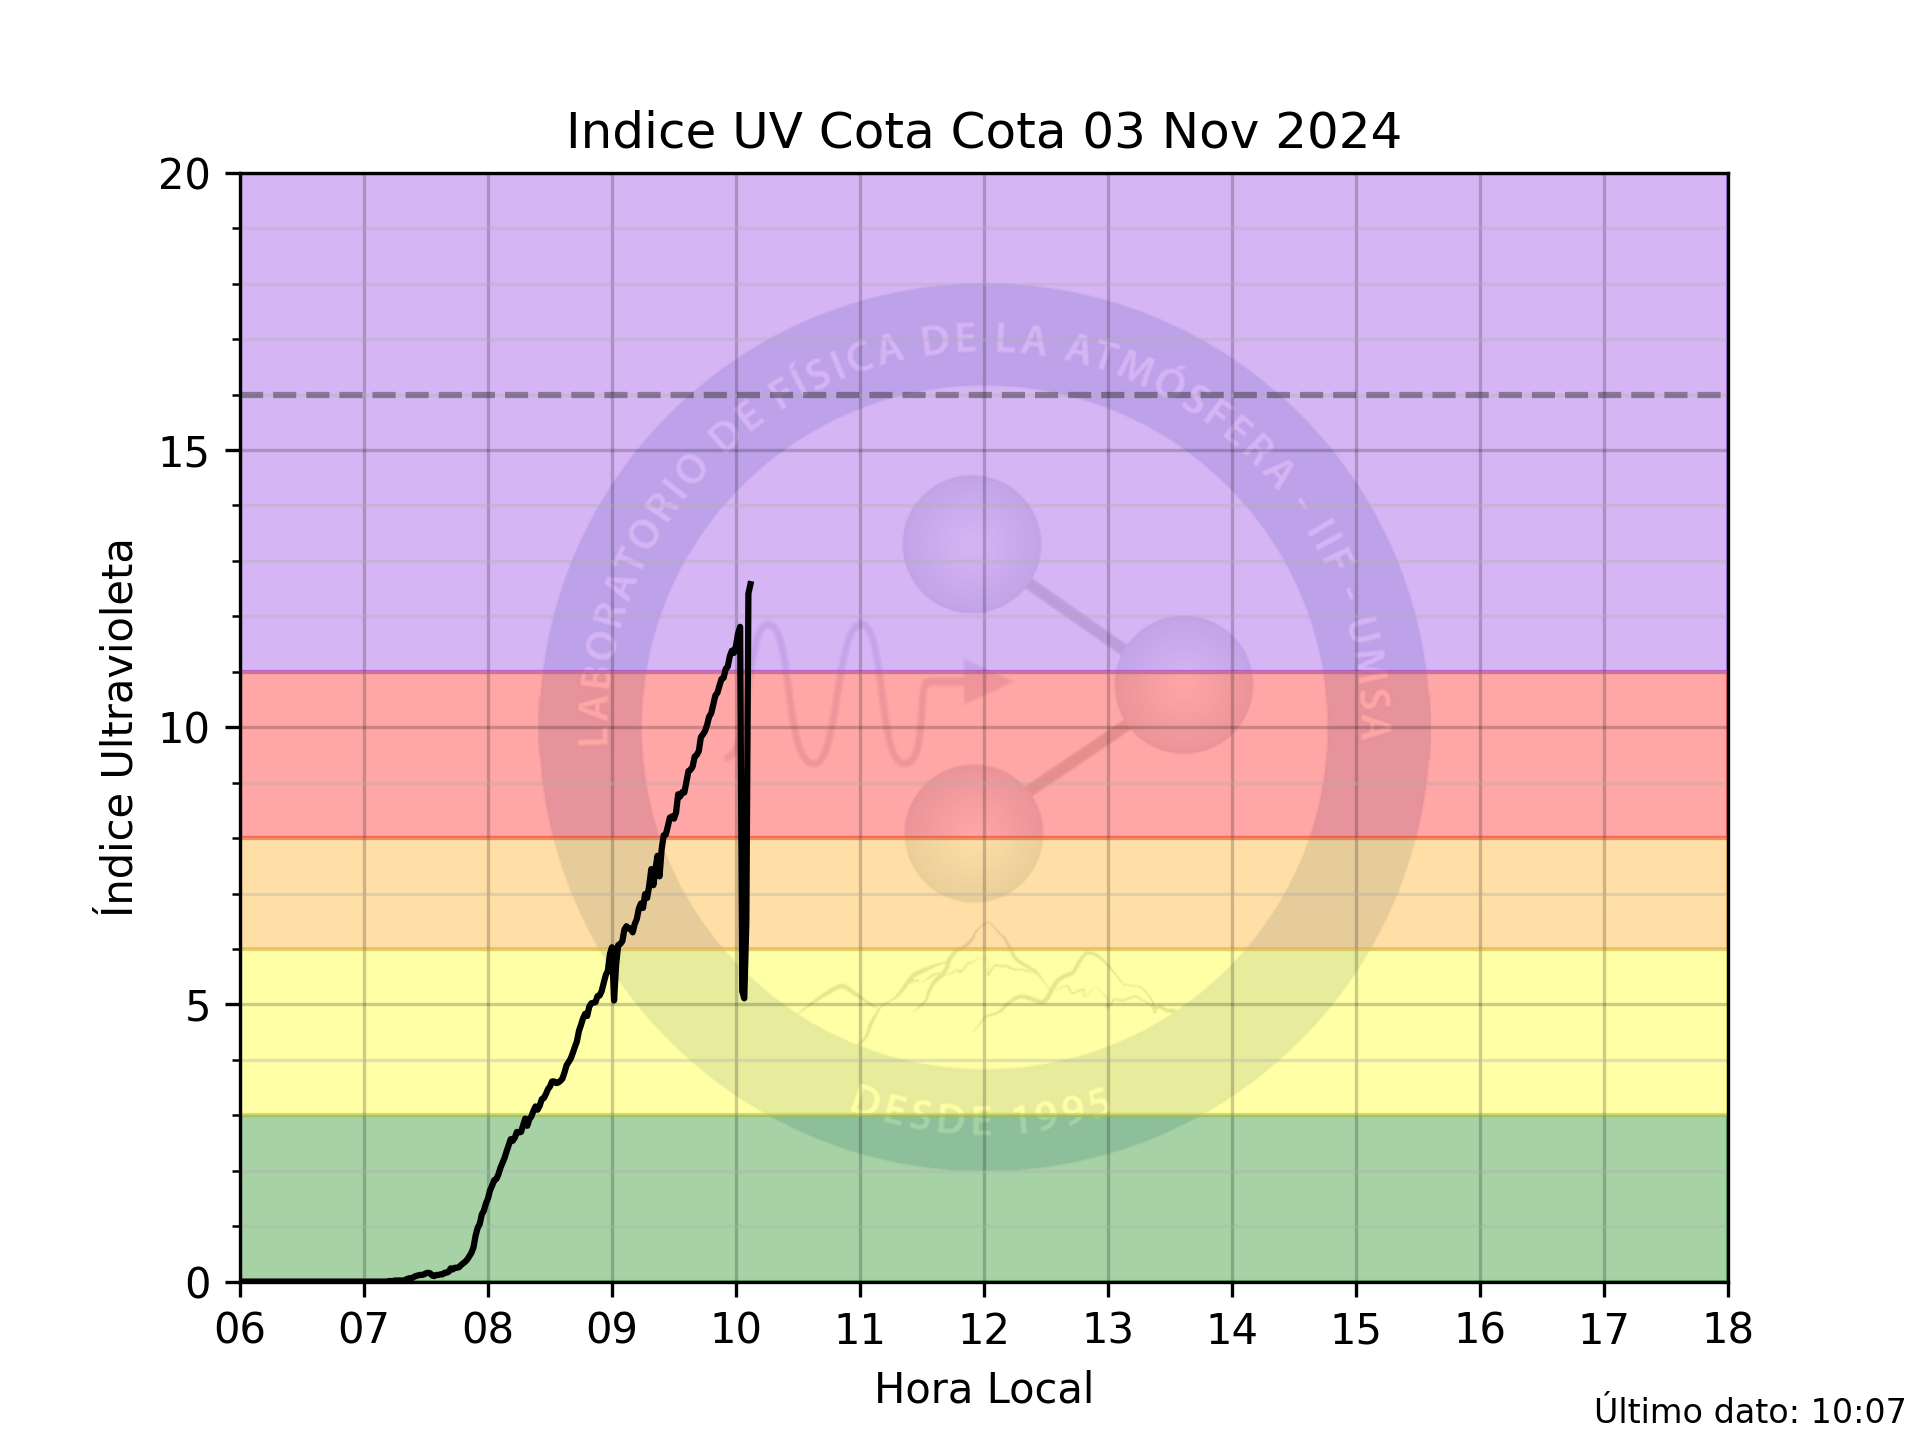 Indice UV Cota Cota 03 Nov 2024
20
15
10
5
0
Índice Ultravioleta
LABORATORIO DE FÍSICA DE LA ATMÓSFERA - IIF - UMSA
DESDE 1995
06 07 08 09 10 11 12 13 14 15 16 17 18
Hora Local
Último dato: 10:07